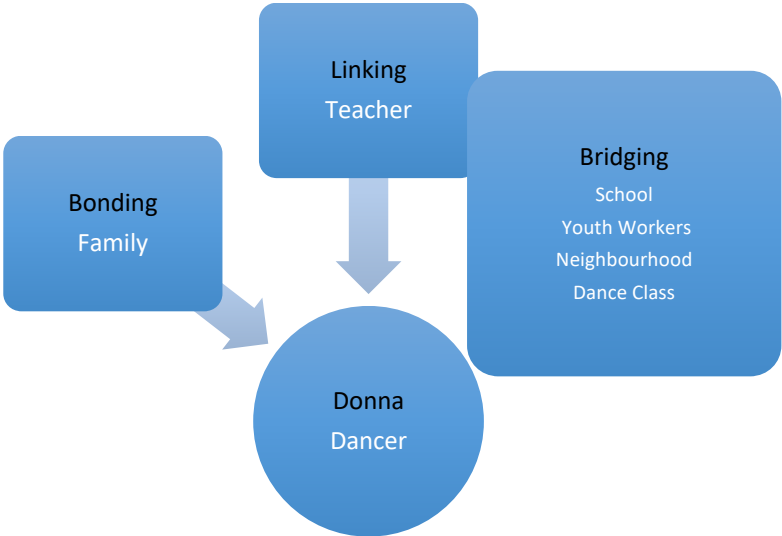 Linking
Teacher
Bonding
Family
Bridging
School
Youth Workers
Neighbourhood
Dance Class
Donna
Dancer